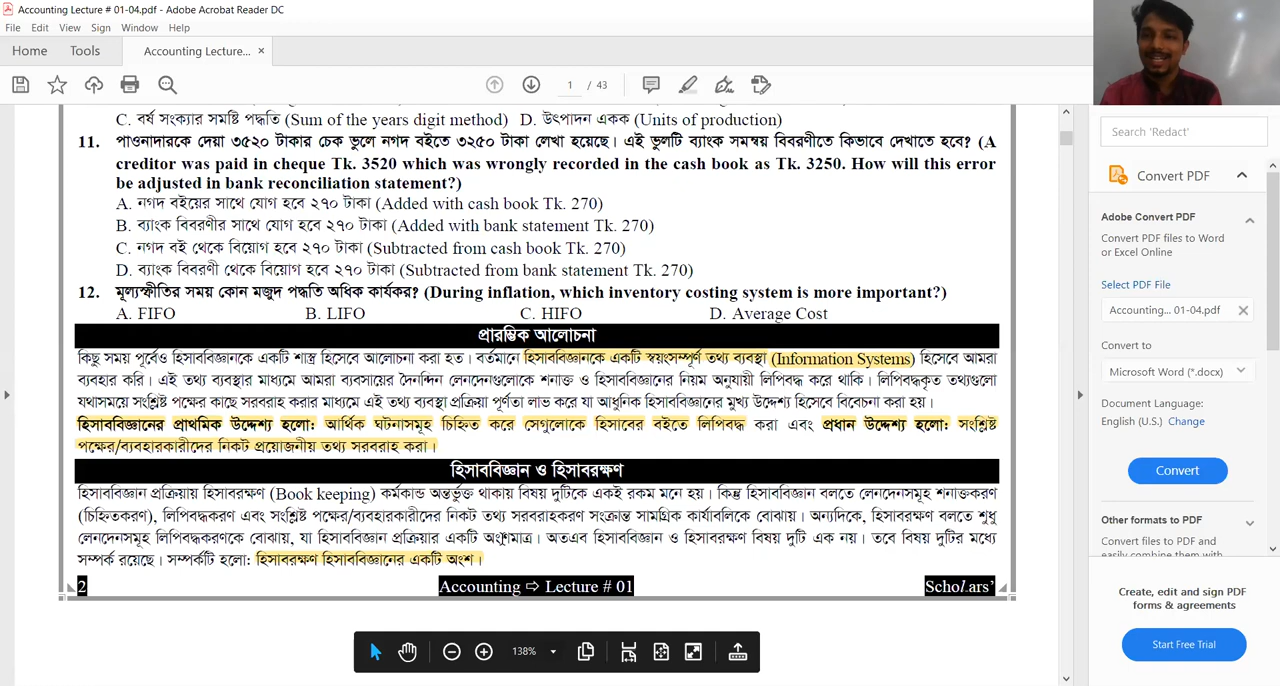 Accounting Lecture # 01-04.pdf - Adobe Acrobat Reader DC
File Edit View Sign Window Help
Home Tools Accounting Lecture... ×
1 / 43
Search 'Redact'
Convert PDF
Adobe Convert PDF
Convert PDF files to Word
or Excel Online
Select PDF File
Accounting... 01-04.pdf
Convert to
Microsoft Word (*.docx)
Document Language:
English (U.S.) Change
Convert
Other formats to PDF
Convert files to PDF and
easily combine them with
Create, edit and sign PDF
forms & agreements
Start Free Trial
C. বর্ষ সংখ্যার সমষ্টি পদ্ধতি (Sum of the years digit method) D. উৎপাদন একক (Units of production)
11. পাওনাদারকে দেয়া ৩৫২০ টাকার চেক ভুলে নগদ বইতে ৩২৫০ টাকা লেখা হয়েছে। এই ভুলটি ব্যাংক সমন্বয় বিবরণীতে কিভাবে দেখাতে হবে? (A
creditor was paid in cheque Tk. 3520 which was wrongly recorded in the cash book as Tk. 3250. How will this error
be adjusted in bank reconciliation statement?)
A. নগদ বইয়ের সাথে যোগ হবে ২৭০ টাকা (Added with cash book Tk. 270)
B. ব্যাংক বিবরণীর সাথে যোগ হবে ২৭০ টাকা (Added with bank statement Tk. 270)
C. নগদ বই থেকে বিয়োগ হবে ২৭০ টাকা (Subtracted from cash book Tk. 270)
D. ব্যাংক বিবরণী থেকে বিয়োগ হবে ২৭০ টাকা (Subtracted from bank statement Tk. 270)
12. মূল্যস্ফীতির সময় কোন মজুদ পদ্ধতি অধিক কার্যকর? (During inflation, which inventory costing system is more important?)
A. FIFO B. LIFO C. HIFO D. Average Cost
প্রারম্ভিক আলোচনা
কিছু সময় পূর্বেও হিসাববিজ্ঞানকে একটি শাস্ত্র হিসেবে আলোচনা করা হত। বর্তমানে হিসাববিজ্ঞানকে একটি স্বয়ংসম্পূর্ণ তথ্য ব্যবস্থা (Information Systems) হিসেবে আমরা
ব্যবহার করি। এই তথ্য ব্যবস্থার মাধ্যমে আমরা ব্যবসায়ের দৈনন্দিন লেনদেনগুলোকে শনাক্ত ও হিসাববিজ্ঞানের নিয়ম অনুযায়ী লিপিবদ্ধ করে থাকি। লিপিবদ্ধকৃত তথ্যগুলো
যথাসময়ে সংশ্লিষ্ট পক্ষের কাছে সরবরাহ করার মাধ্যমে এই তথ্য ব্যবস্থা প্রক্রিয়া পূর্ণতা লাভ করে যা আধুনিক হিসাববিজ্ঞানের মুখ্য উদ্দেশ্য হিসেবে বিবেচনা করা হয়।
হিসাববিজ্ঞানের প্রাথমিক উদ্দেশ্য হলো: আর্থিক ঘটনাসমূহ চিহ্নিত করে সেগুলোকে হিসাবের বইতে লিপিবদ্ধ করা এবং প্রধান উদ্দেশ্য হলো: সংশ্লিষ্ট
পক্ষের/ব্যবহারকারীদের নিকট প্রয়োজনীয় তথ্য সরবরাহ করা।
হিসাববিজ্ঞান ও হিসাবরক্ষণ
হিসাববিজ্ঞান প্রক্রিয়ায় হিসাবরক্ষণ (Book keeping) কর্মকান্ড অন্তর্ভুক্ত থাকায় বিষয় দুটিকে একই রকম মনে হয়। কিন্তু হিসাববিজ্ঞান বলতে লেনদেনসমূহ শনাক্তকরণ
(চিহ্নিতকরণ), লিপিবদ্ধকরণ এবং সংশ্লিষ্ট পক্ষের/ব্যবহারকারীদের নিকট তথ্য সরবরাহকরণ সংক্রান্ত সামগ্রিক কার্যাবলিকে বোঝায়। অন্যদিকে, হিসাবরক্ষণ বলতে শুধু
লেনদেনসমূহ লিপিবদ্ধকরণকে বোঝায়, যা হিসাববিজ্ঞান প্রক্রিয়ার একটি অংশমাত্র। অতএব হিসাববিজ্ঞান ও হিসাবরক্ষণ বিষয় দুটি এক নয়। তবে বিষয় দুটির মধ্যে
সম্পর্ক রয়েছে। সম্পর্কটি হলো: হিসাবরক্ষণ হিসাববিজ্ঞানের একটি অংশ।
2 Accounting ⇨ Lecture # 01 Scholars'
138%